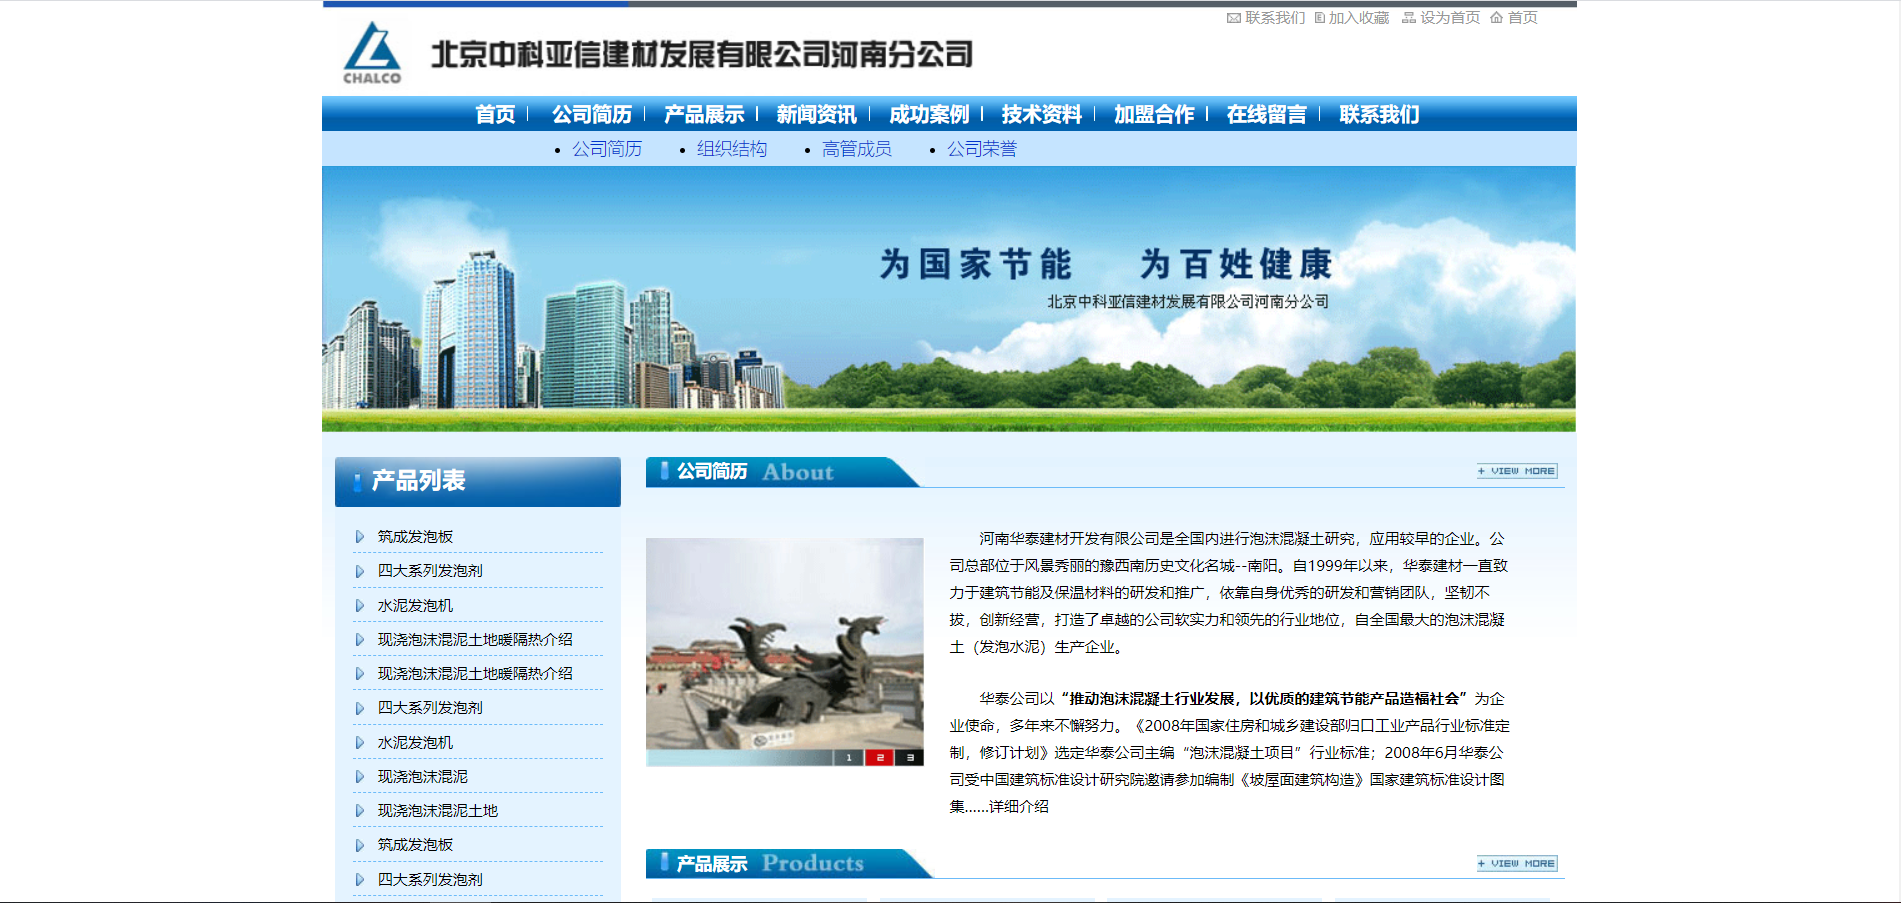 联系我们 加入收藏 设为首页 首页
CHALCO
北京中科亚信建材发展有限公司河南分公司
首页 公司简历 产品展示 新闻资讯 成功案例 技术资料 加盟合作 在线留言 联系我们
公司简历 组织结构 高管成员 公司荣誉
为国家节能 为百姓健康
北京中科亚信建材发展有限公司河南分公司
产品列表
筑成发泡板
四大系列发泡剂
水泥发泡机
现浇泡沫混泥土地暖隔热介绍
现浇泡沫混泥土地暖隔热介绍
四大系列发泡剂
水泥发泡机
现浇泡沫混泥
现浇泡沫混泥土地
筑成发泡板
四大系列发泡剂
公司简历 About
+ VIEW MORE
1 2 3
河南华泰建材开发有限公司是全国内进行泡沫混凝土研究，应用较早的企业。公
司总部位于风景秀丽的豫西南历史文化名城--南阳。自1999年以来，华泰建材一直致
力于建筑节能及保温材料的研发和推广，依靠自身优秀的研发和营销团队，坚韧不
拔，创新经营，打造了卓越的公司软实力和领先的行业地位，自全国最大的泡沫混凝
土（发泡水泥）生产企业。
华泰公司以“推动泡沫混凝土行业发展，以优质的建筑节能产品造福社会”为企
业使命，多年来不懈努力。《2008年国家住房和城乡建设部归口工业产品行业标准定
制，修订计划》选定华泰公司主编“泡沫混凝土项目”行业标准；2008年6月华泰公
司受中国建筑标准设计研究院邀请参加编制《坡屋面建筑构造》国家建筑标准设计图
集......详细介绍
产品展示 Products
+ VIEW MORE